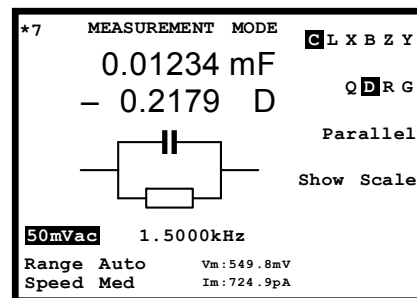 *7 MEASUREMENT MODE
C L X B Z Y
0.01234 mF
Q D R G
– 0.2179 D
Parallel
Show Scale
50mVac 1.5000kHz
Range Auto Vm:549.8mV
Speed Med Im:724.9pA